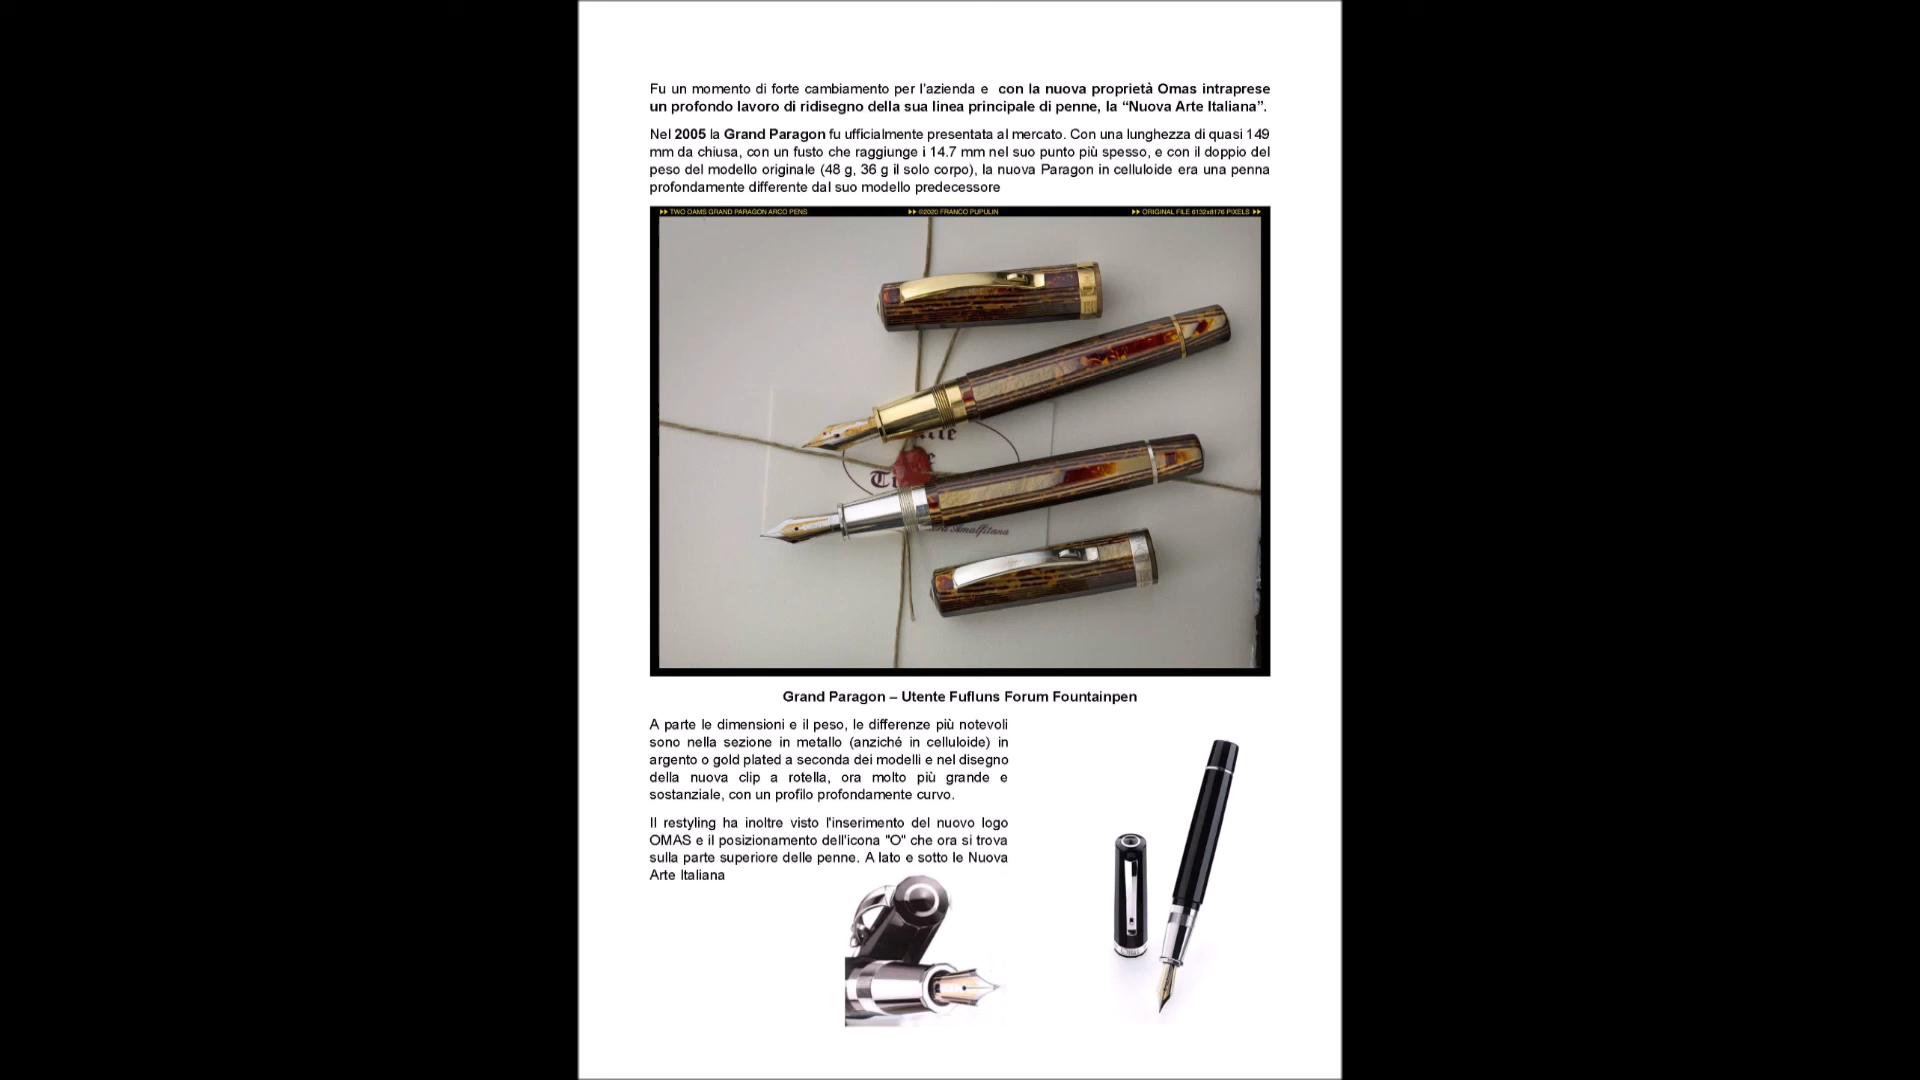 Fu un momento di forte cambiamento per l'azienda e con la nuova proprietà Omas intraprese
un profondo lavoro di ridisegno della sua linea principale di penne, la “Nuova Arte Italiana”.
Nel 2005 la Grand Paragon fu ufficialmente presentata al mercato. Con una lunghezza di quasi 149
mm da chiusa, con un fusto che raggiunge i 14.7 mm nel suo punto più spesso, e con il doppio del
peso del modello originale (48 g, 36 g il solo corpo), la nuova Paragon in celluloide era una penna
profondamente differente dal suo modello predecessore
TWO OAMS GRAND PARAGON ARCO PENS
©2020 FRANCO PUPULIN
ORIGINAL FILE 6132x8176 PIXELS
Amalfitana
Grand Paragon – Utente Fufluns Forum Fountainpen
A parte le dimensioni e il peso, le differenze più notevoli
sono nella sezione in metallo (anziché in celluloide) in
argento o gold plated a seconda dei modelli e nel disegno
della nuova clip a rotella, ora molto più grande e
sostanziale, con un profilo profondamente curvo.
Il restyling ha inoltre visto l'inserimento del nuovo logo
OMAS e il posizionamento dell'icona "O" che ora si trova
sulla parte superiore delle penne. A lato e sotto le Nuova
Arte Italiana